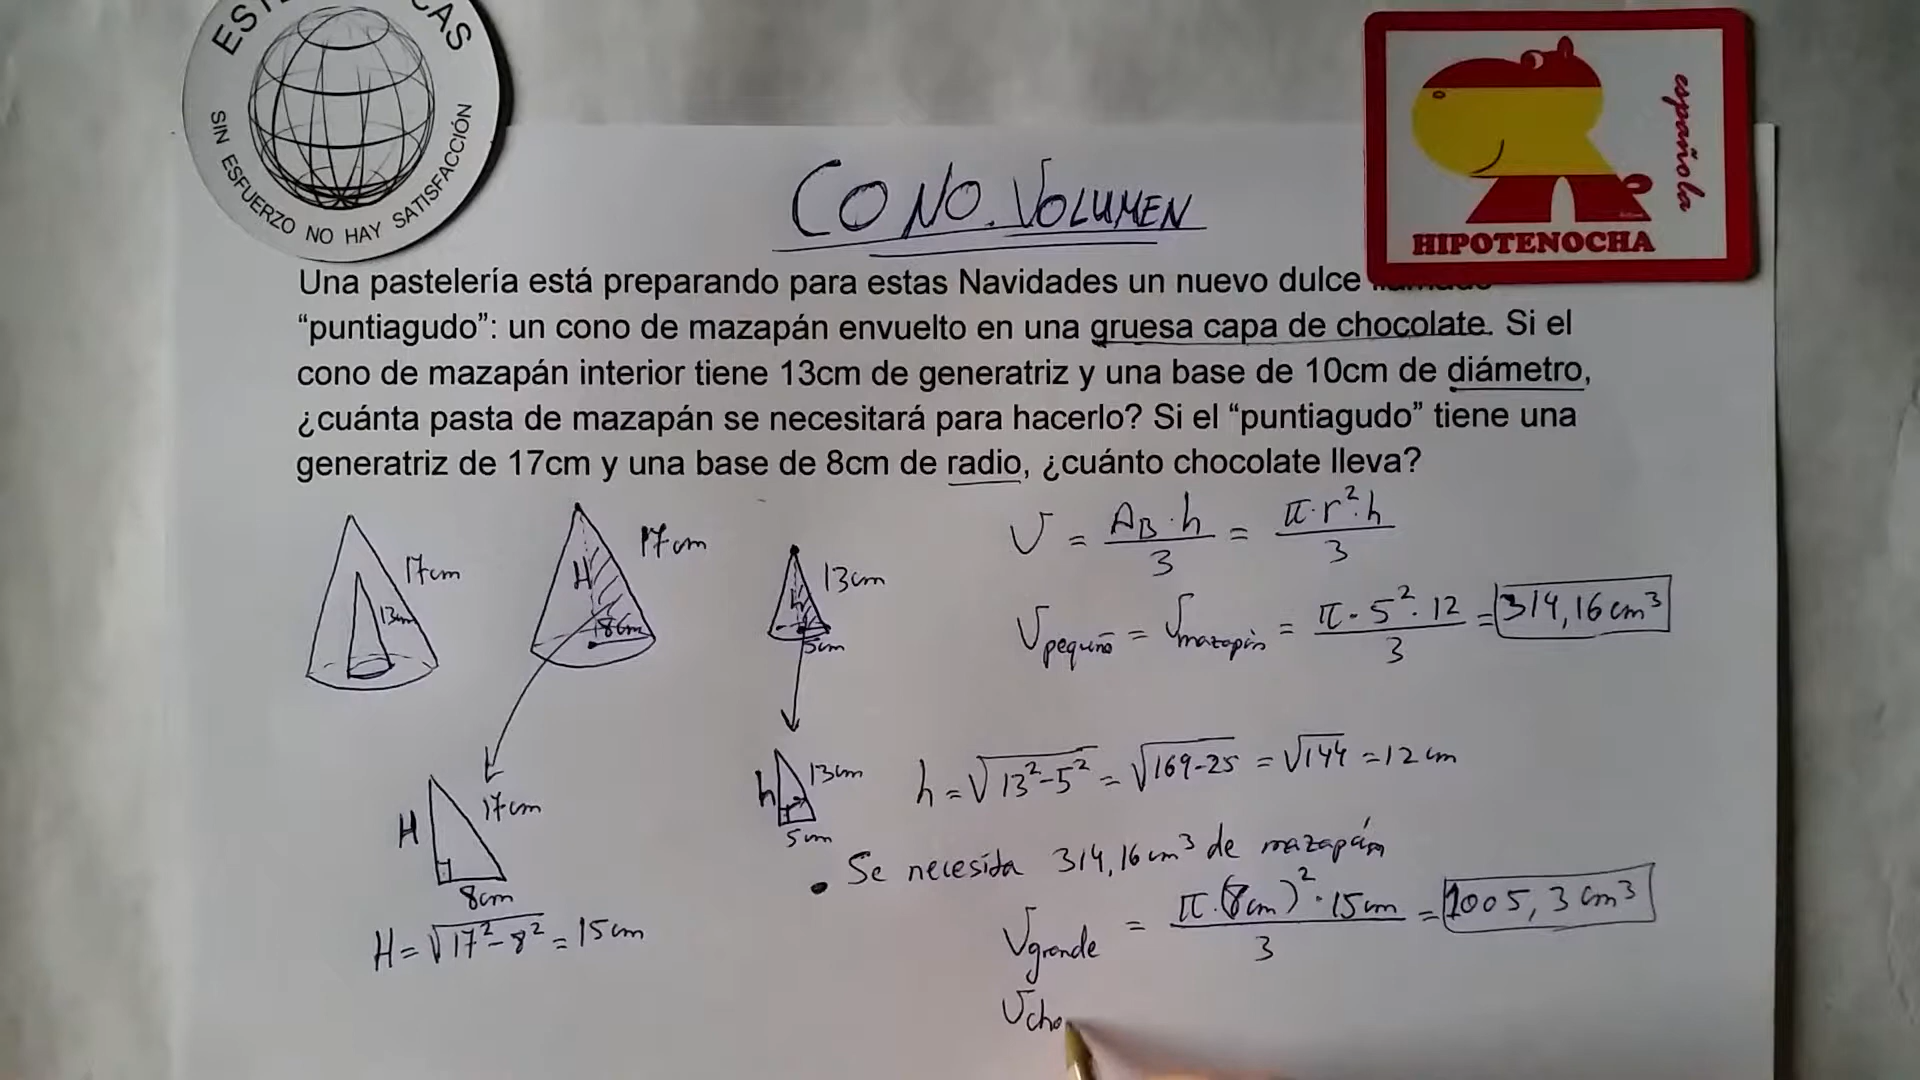 SIN ESFUERZO NO HAY SATISFACCIÓN
española
HIPOTENOCHA
CONO. VOLUMEN
Una pastelería está preparando para estas Navidades un nuevo dulce
“puntiagudo”: un cono de mazapán envuelto en una gruesa capa de chocolate. Si el
cono de mazapán interior tiene 13cm de generatriz y una base de 10cm de diámetro,
¿cuánta pasta de mazapán se necesitará para hacerlo? Si el “puntiagudo” tiene una
generatriz de 17cm y una base de 8cm de radio, ¿cuánto chocolate lleva?
17cm
13cm
H
17cm
8cm
h
13cm
5cm
V = AB·h/3 = π·r²·h/3
Vpequeño = Vmazapán = π·5²·12/3 = 314,16 cm³
h
13cm
5cm
h = √13²-5² = √169-25 = √144 = 12 cm
H
17cm
8cm
H = √17²-8² = 15cm
• Se necesita 314,16 cm³ de mazapán
Vgrande = π·(8cm)²·15cm/3 = 1005,3 cm³
Vcho